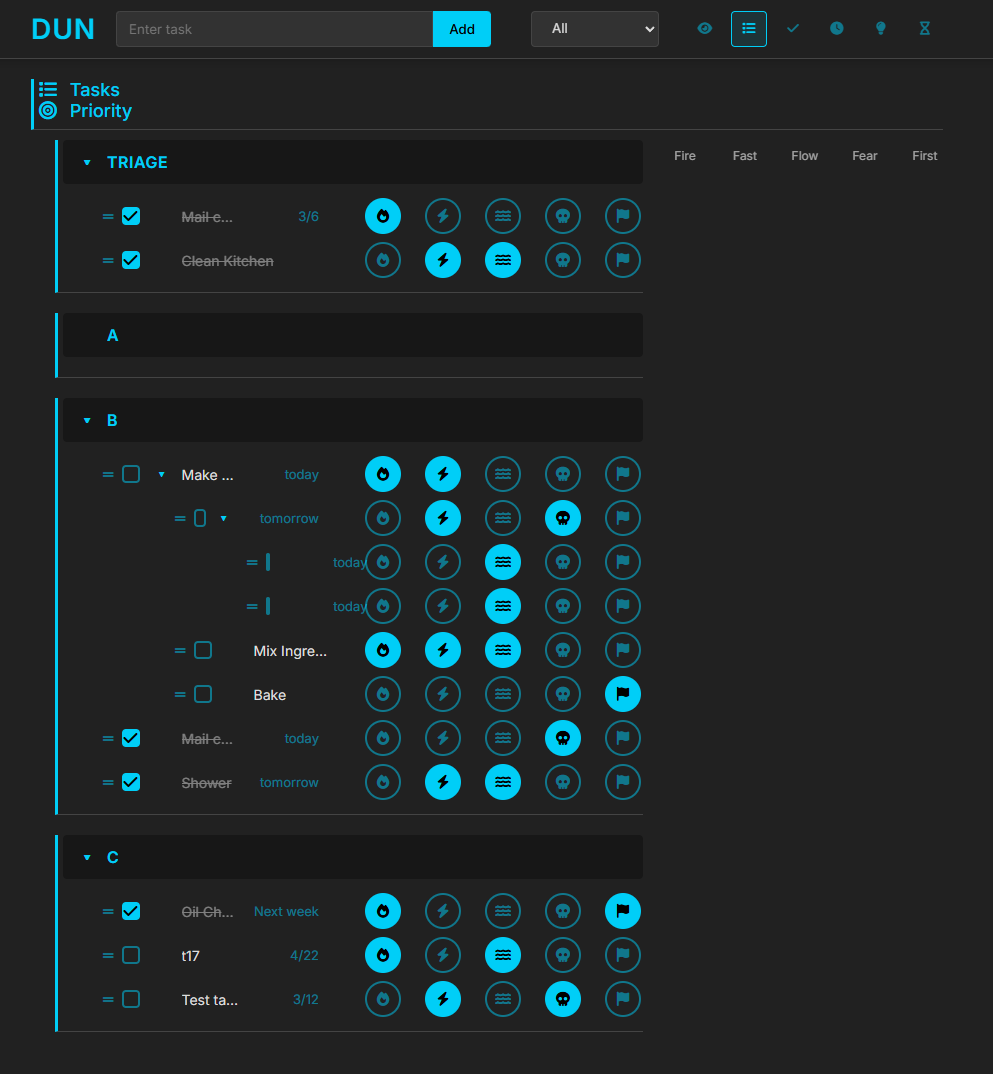 DUN Enter task Add All
Tasks
Priority
TRIAGE Fire Fast Flow Fear First
Mail c... 3/6
Clean Kitchen
A
B
Make ... today
tomorrow
today
today
Mix Ingre...
Bake
Mail c... today
Shower tomorrow
C
Oil Ch... Next week
t17 4/22
Test ta... 3/12